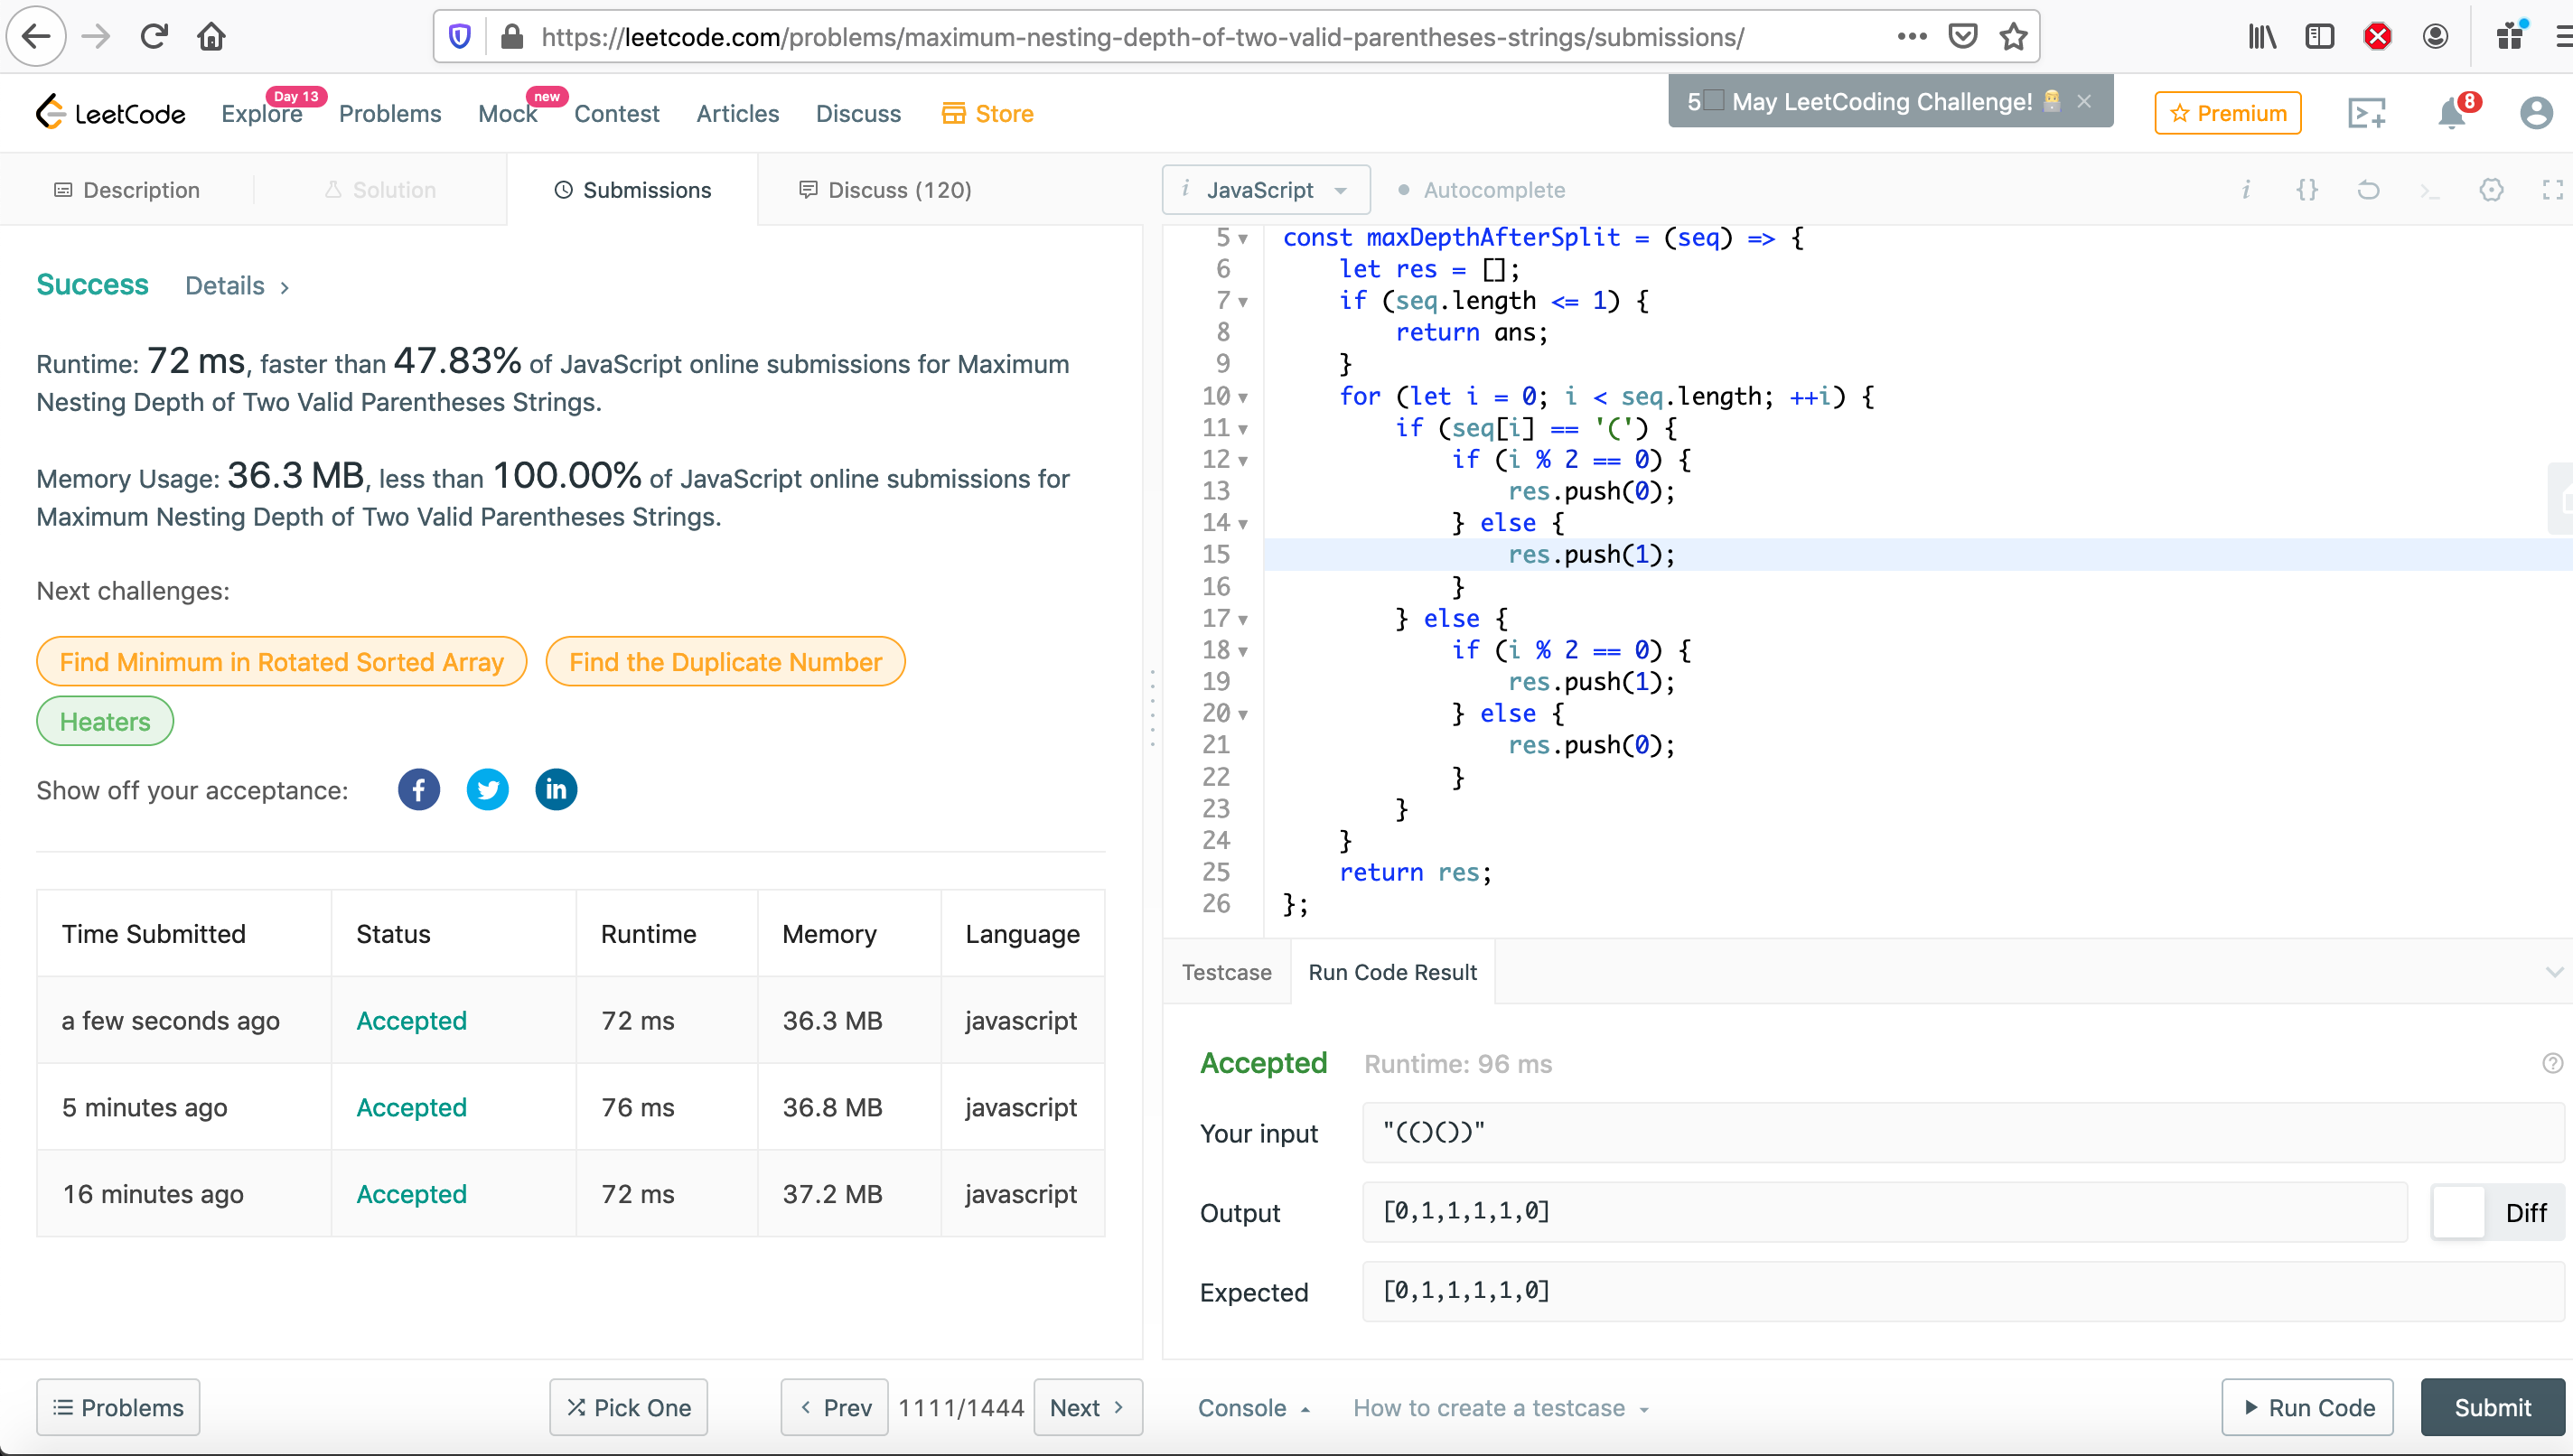 https://leetcode.com/problems/maximum-nesting-depth-of-two-valid-parentheses-strings/submissions/
LeetCode Explore Day 13 Problems Mock new Contest Articles Discuss Store
5 May LeetCoding Challenge!
Premium
8
Description Solution Submissions Discuss (120)
Success Details
Runtime: 72 ms, faster than 47.83% of JavaScript online submissions for Maximum
Nesting Depth of Two Valid Parentheses Strings.
Memory Usage: 36.3 MB, less than 100.00% of JavaScript online submissions for
Maximum Nesting Depth of Two Valid Parentheses Strings.
Next challenges:
Find Minimum in Rotated Sorted Array Find the Duplicate Number
Heaters
Show off your acceptance:
Time Submitted Status Runtime Memory Language
a few seconds ago Accepted 72 ms 36.3 MB javascript
5 minutes ago Accepted 76 ms 36.8 MB javascript
16 minutes ago Accepted 72 ms 37.2 MB javascript
Problems Pick One Prev 1111/1444 Next
i JavaScript Autocomplete
5 const maxDepthAfterSplit = (seq) => {
6 let res = [];
7 if (seq.length <= 1) {
8 return ans;
9 }
10 for (let i = 0; i < seq.length; ++i) {
11 if (seq[i] == '(') {
12 if (i % 2 == 0) {
13 res.push(0);
14 } else {
15 res.push(1);
16 }
17 } else {
18 if (i % 2 == 0) {
19 res.push(1);
20 } else {
21 res.push(0);
22 }
23 }
24 }
25 return res;
26 };
Testcase Run Code Result
Accepted Runtime: 96 ms
Your input "(()())"
Output [0,1,1,1,1,0] Diff
Expected [0,1,1,1,1,0]
Console How to create a testcase Run Code Submit